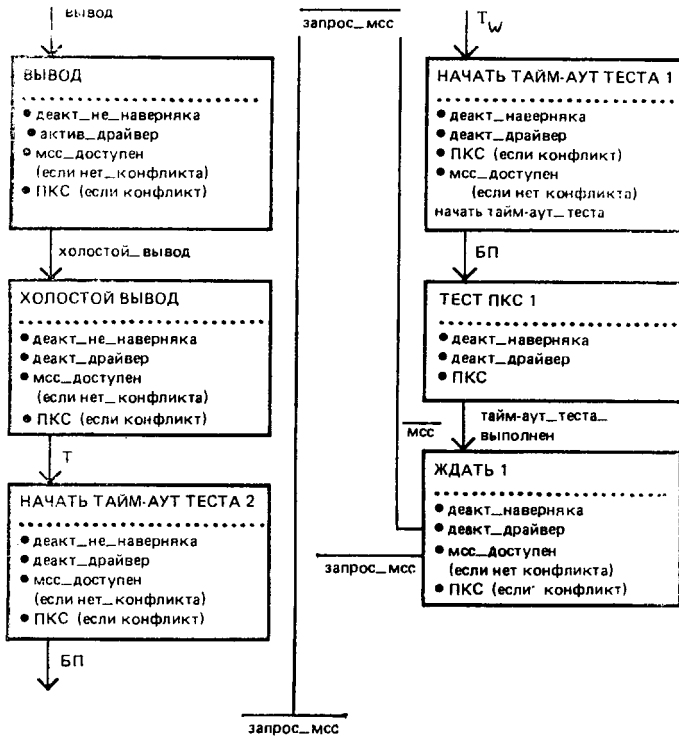 вывод
ВЫВОД
● деакт_не_наверняка
● актив_драйвер
○ мсс_доступен
(если нет_конфликта)
● ПКС (если конфликт)
холостой_вывод
ХОЛОСТОЙ ВЫВОД
● деакт_не_наверняка
● деакт_драйвер
● мсс_доступен
(если нет_конфликта)
● ПКС (если конфликт)
Т
НАЧАТЬ ТАЙМ-АУТ ТЕСТА 2
● деакт_не_наверняка
● деакт_драйвер
● мсс_доступен
(если нет_конфликта)
● ПКС (если конфликт)
БП
запрос_мсс
запрос_мсс
T_W
НАЧАТЬ ТАЙМ-АУТ ТЕСТА 1
● деакт_наверняка
● деакт_драйвер
● ПКС (если конфликт)
● мсс_доступен
(если нет конфликта)
начать тайм-аут_теста
БП
ТЕСТ ПКС 1
● деакт_наверняка
● деакт_драйвер
● ПКС
тайм-аут_теста_
выполнен
мсс
ЖДАТЬ 1
● деакт_наверняка
● деакт_драйвер
● мсс_доступен
(если нет конфликта)
● ПКС (если конфликт)
запрос_мсс